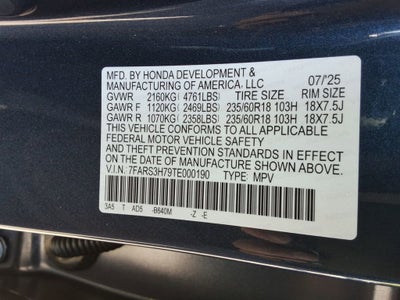 MFD. BY HONDA DEVELOPMENT & 07/'25
MANUFACTURING OF AMERICA, LLC
GVWR 2160KG( 4761LBS) TIRE SIZE RIM SIZE
GAWR F 1120KG( 2469LBS) 235/60R18 103H 18X7.5J
GAWR R 1070KG( 2358LBS) 235/60R18 103H 18X7.5J
THIS VEHICLE CONFORMS TO ALL APPLICABLE
FEDERAL MOTOR VEHICLE SAFETY
AND THEFT PREVENTION STANDARDS IN EFFECT
ON THE DATE OF MANUFACTURE SHOWN ABOVE.
V.I.N. 7FARS3H79TE000190 TYPE: MPV
3A5 T AD5 -B640M -Z -E